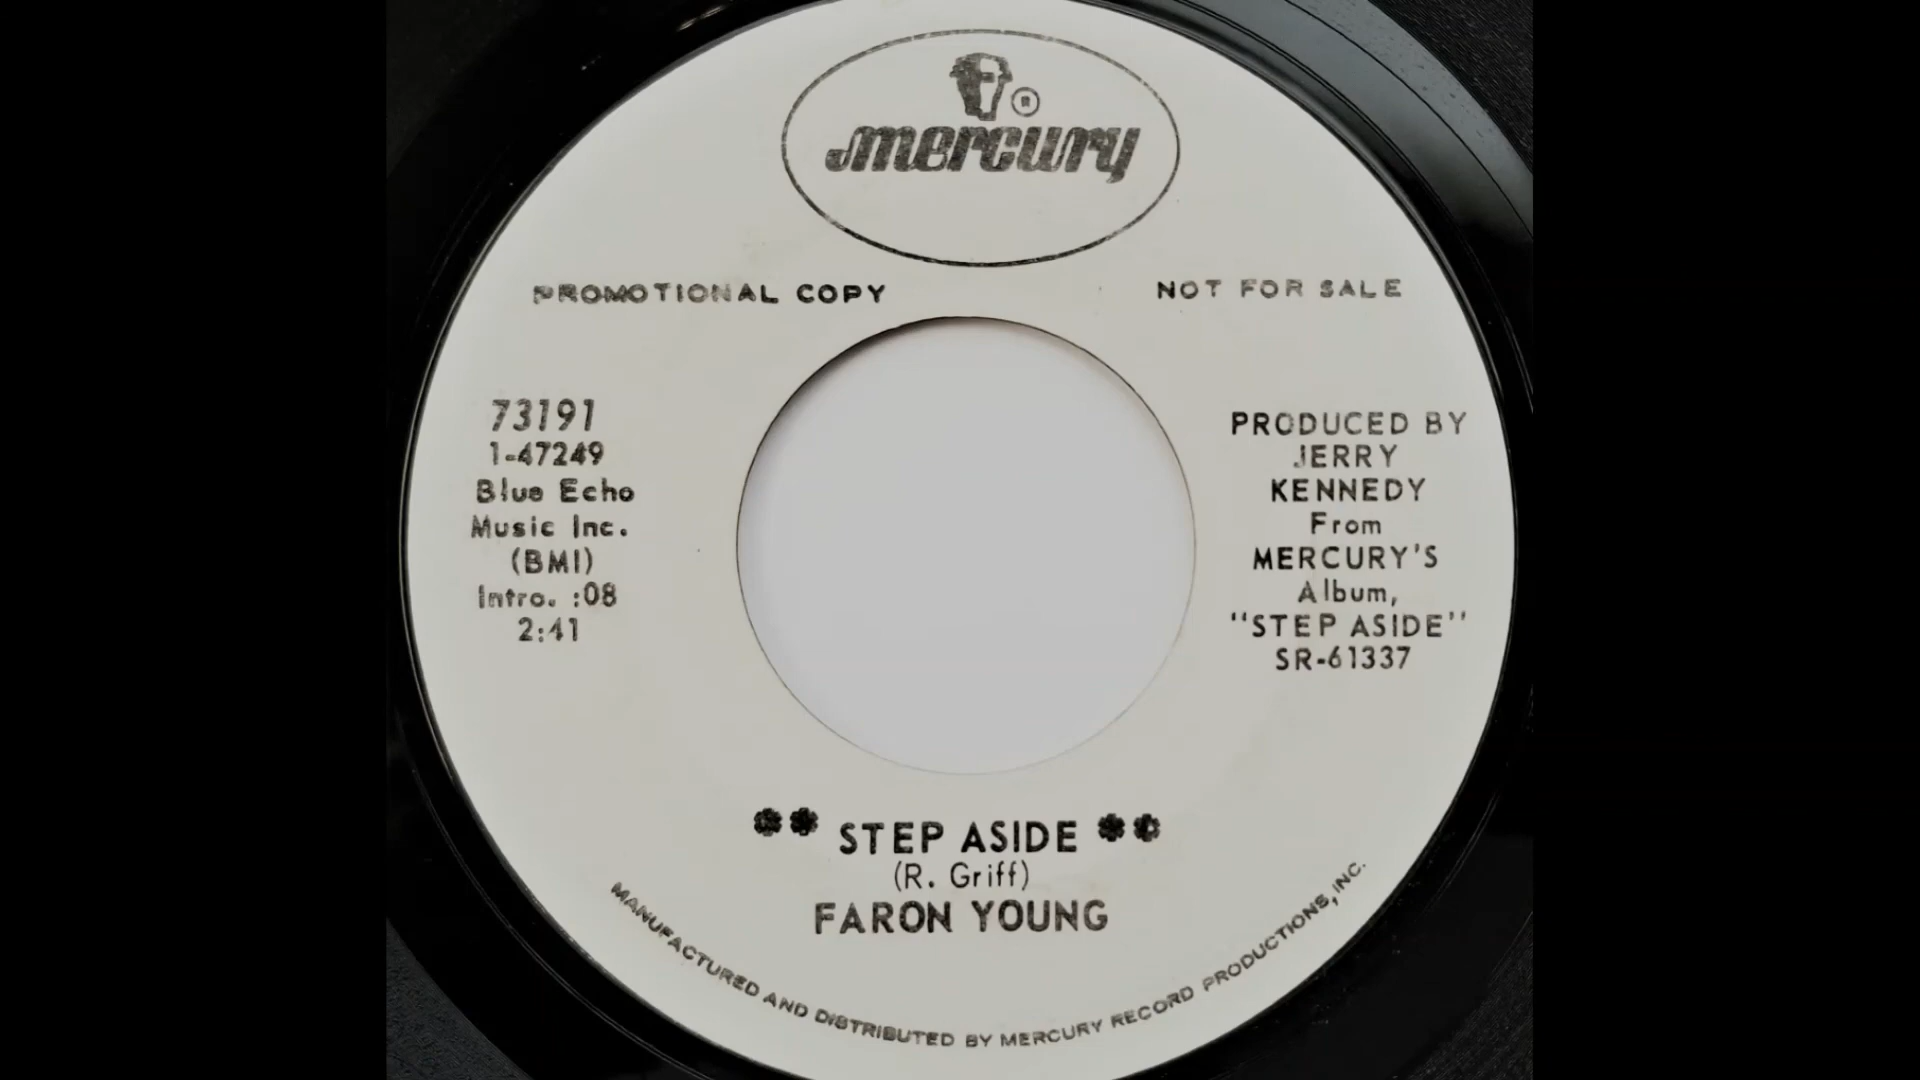 mercury
PROMOTIONAL COPY
NOT FOR SALE
73191
1-47249
Blue Echo
Music Inc.
(BMI)
Intro. :08
2:41
PRODUCED BY
JERRY
KENNEDY
From
MERCURY'S
Album,
"STEP ASIDE"
SR-61337
** STEP ASIDE **
(R. Griff)
FARON YOUNG
MANUFACTURED AND DISTRIBUTED BY MERCURY RECORD PRODUCTIONS, INC.